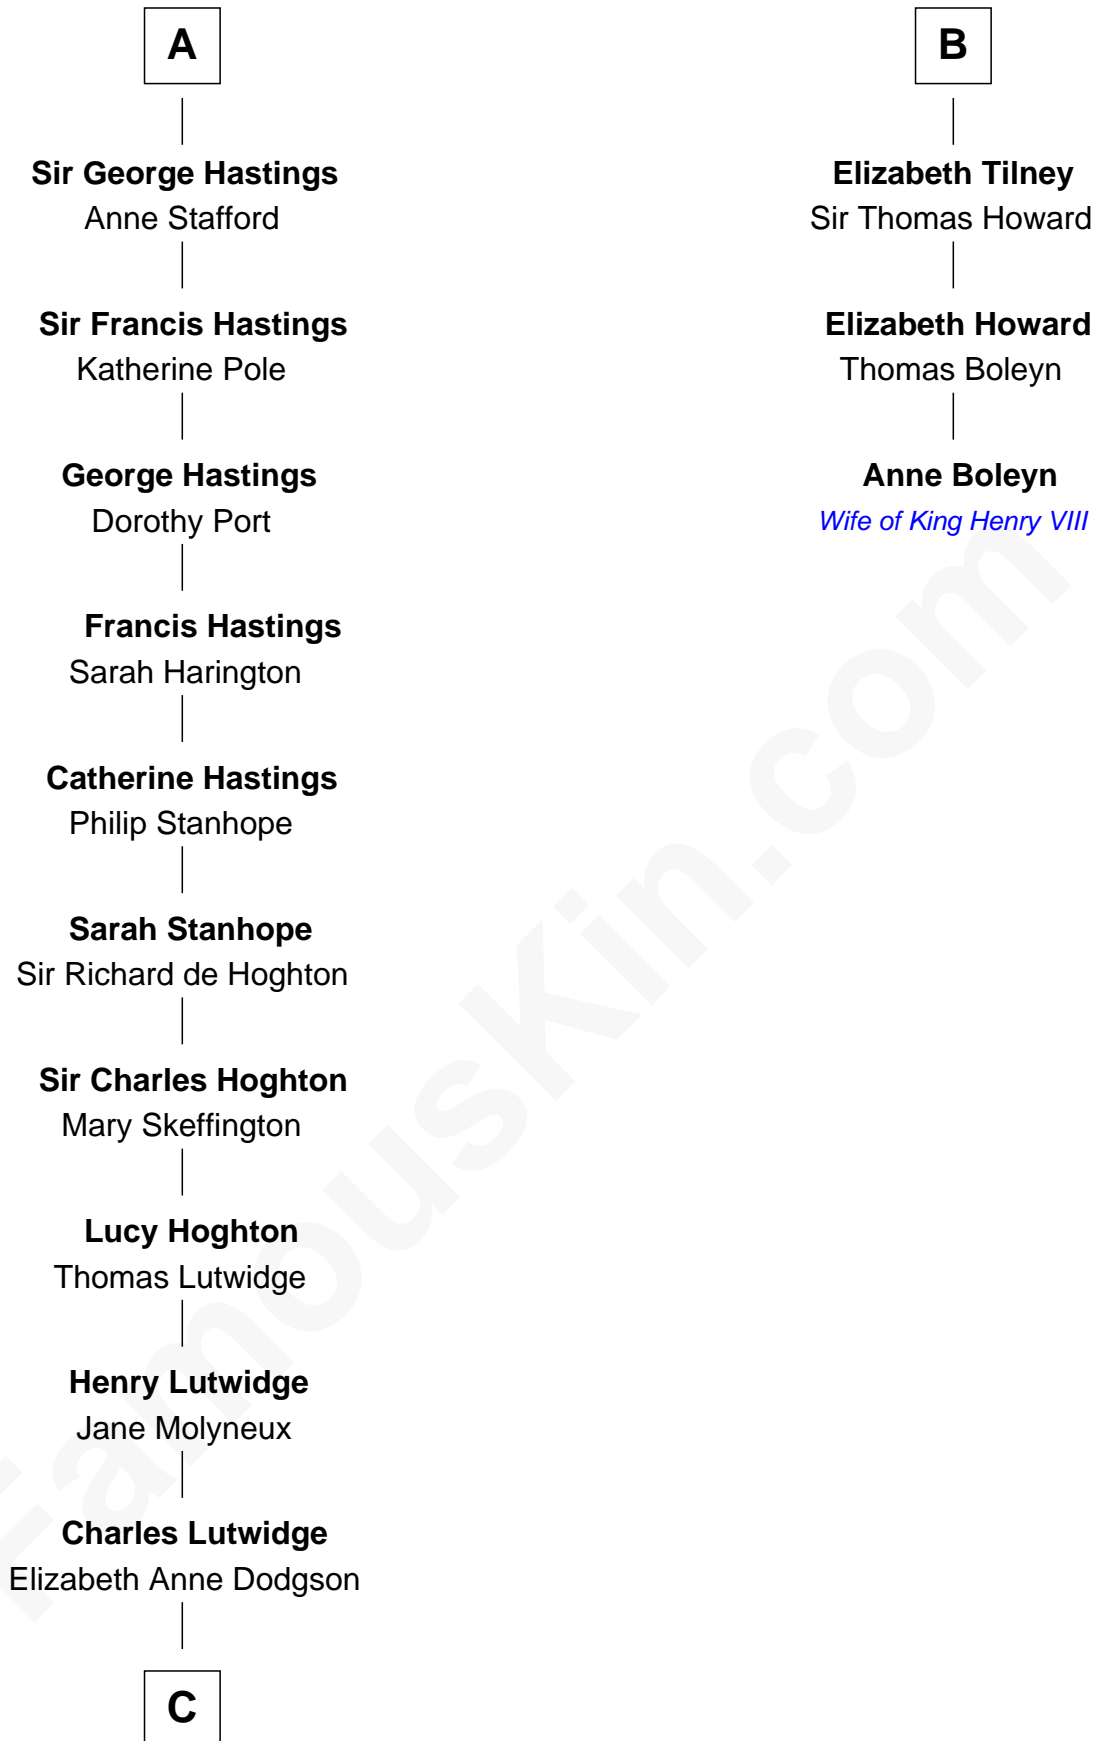 A
Sir George Hastings
Anne Stafford
Sir Francis Hastings
Katherine Pole
George Hastings
Dorothy Port
Francis Hastings
Sarah Harington
Catherine Hastings
Philip Stanhope
Sarah Stanhope
Sir Richard de Hoghton
Sir Charles Hoghton
Mary Skeffington
Lucy Hoghton
Thomas Lutwidge
Henry Lutwidge
Jane Molyneux
Charles Lutwidge
Elizabeth Anne Dodgson
C
B
Elizabeth Tilney
Sir Thomas Howard
Elizabeth Howard
Thomas Boleyn
Anne Boleyn
Wife of King Henry VIII
FamousKin.com